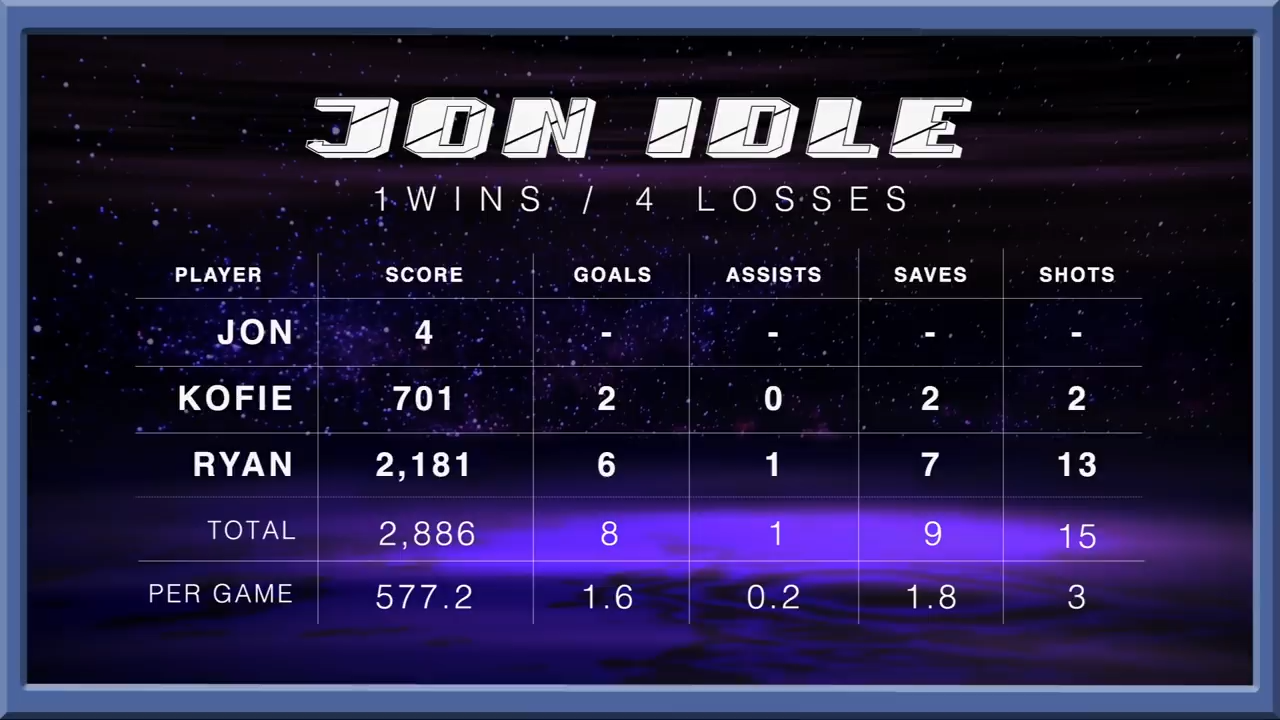 JON IDLE
1WINS / 4 LOSSES
PLAYER SCORE GOALS ASSISTS SAVES SHOTS
JON 4 - - - -
KOFIE 701 2 0 2 2
RYAN 2,181 6 1 7 13
TOTAL 2,886 8 1 9 15
PER GAME 577.2 1.6 0.2 1.8 3